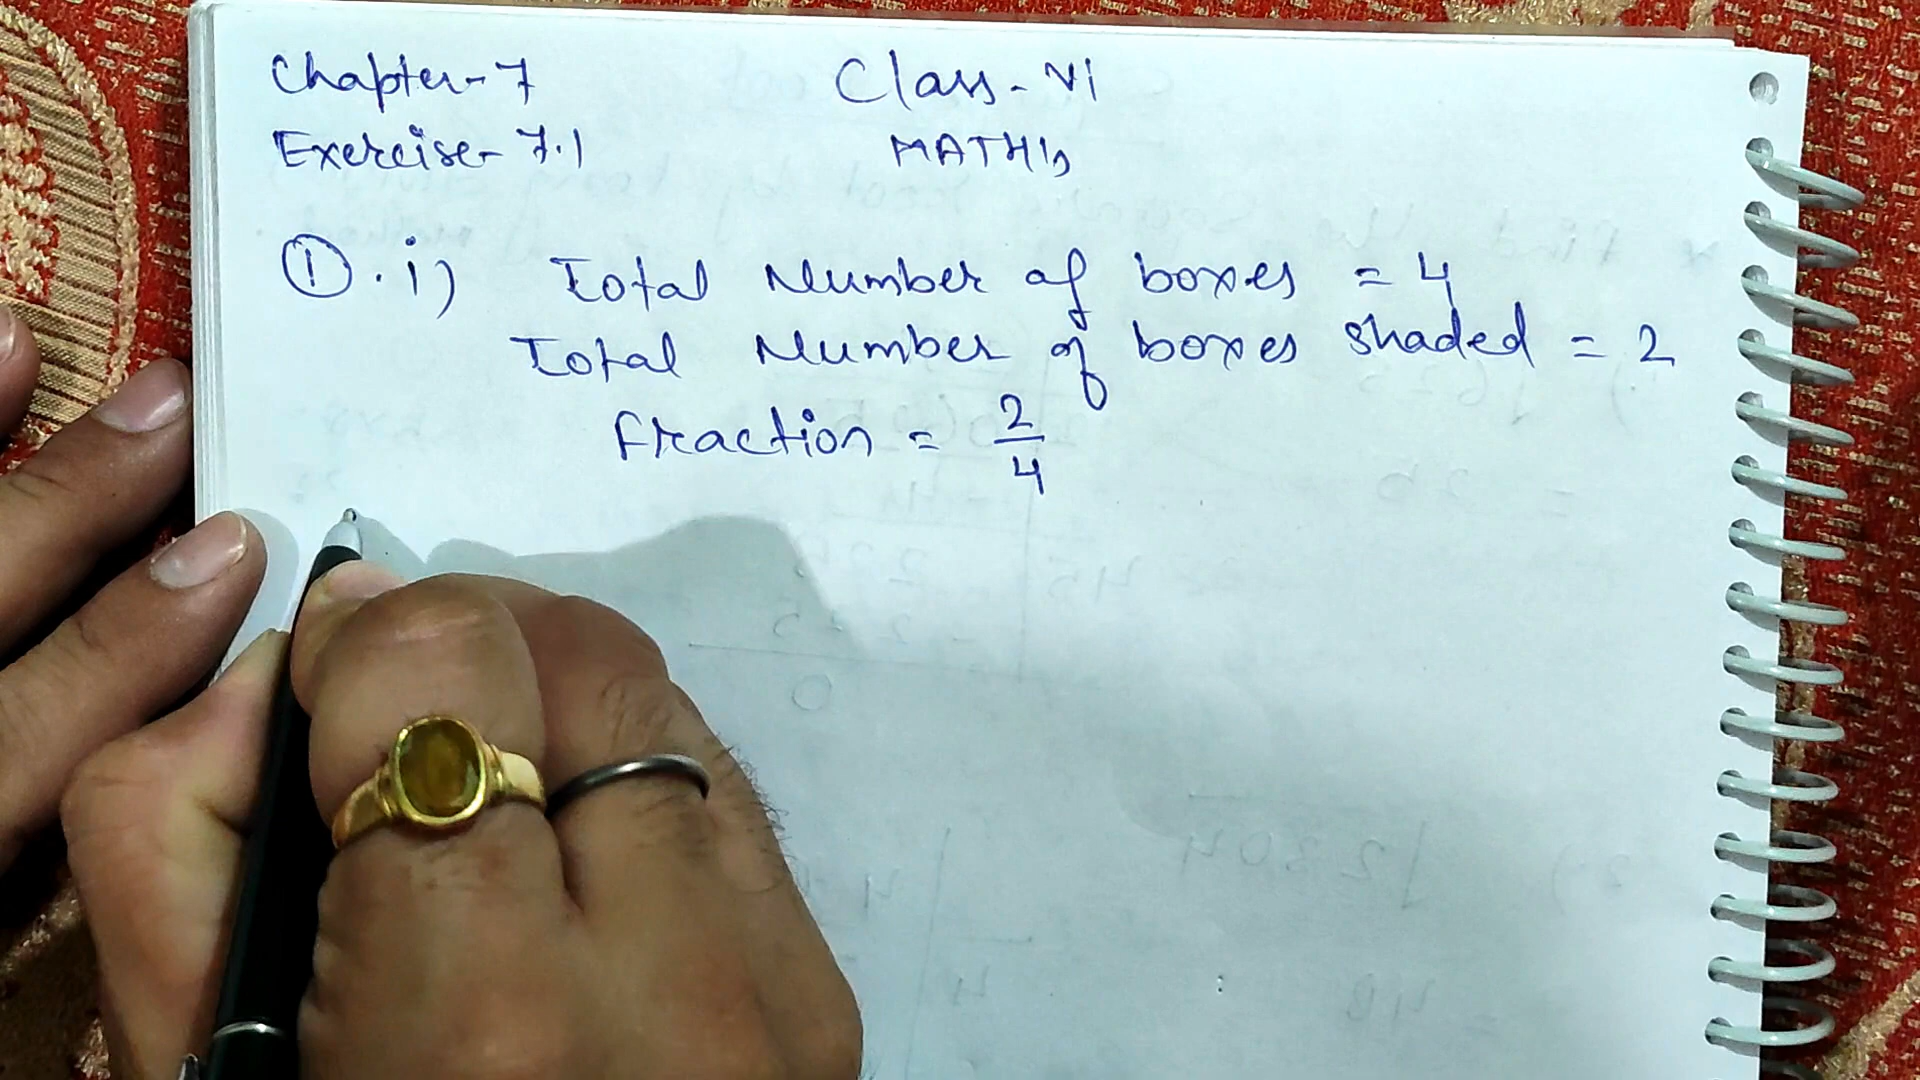 Chapter-7 Class-VI
Exercise-7.1 MATHS
① . i) Total Number of boxes = 4
Total Number of boxes shaded = 2
Fraction = 2/4